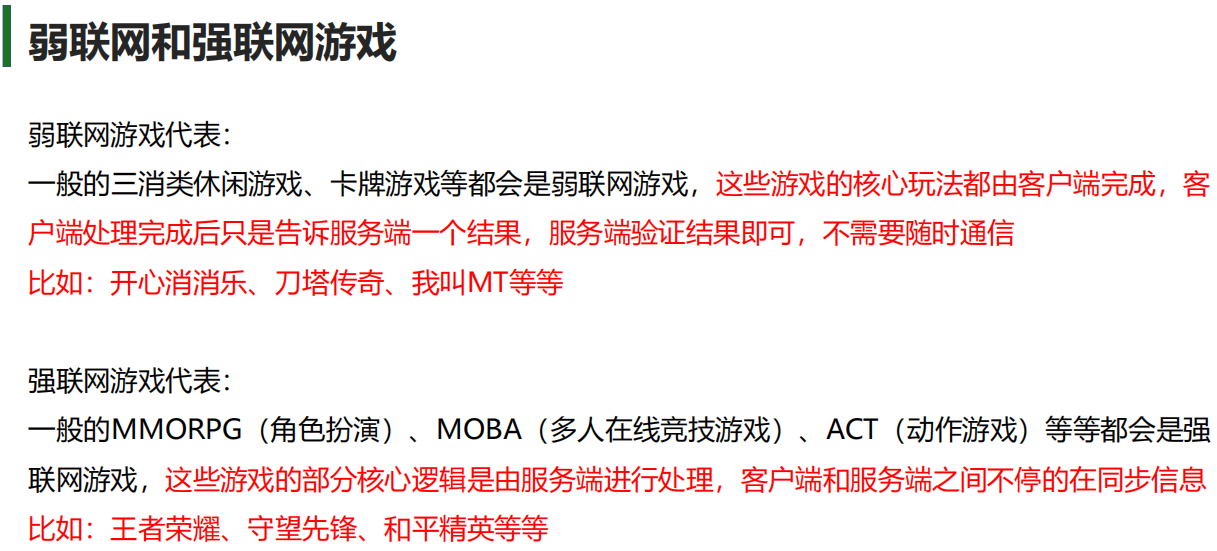 弱联网和强联网游戏
弱联网游戏代表：
一般的三消类休闲游戏、卡牌游戏等都会是弱联网游戏，这些游戏的核心玩法都由客户端完成，客
户端处理完成后只是告诉服务端一个结果，服务端验证结果即可，不需要随时通信
比如：开心消消乐、刀塔传奇、我叫MT等等
强联网游戏代表：
一般的MMORPG（角色扮演）、MOBA（多人在线竞技游戏）、ACT（动作游戏）等等都会是强
联网游戏，这些游戏的部分核心逻辑是由服务端进行处理，客户端和服务端之间不停的在同步信息
比如：王者荣耀、守望先锋、和平精英等等